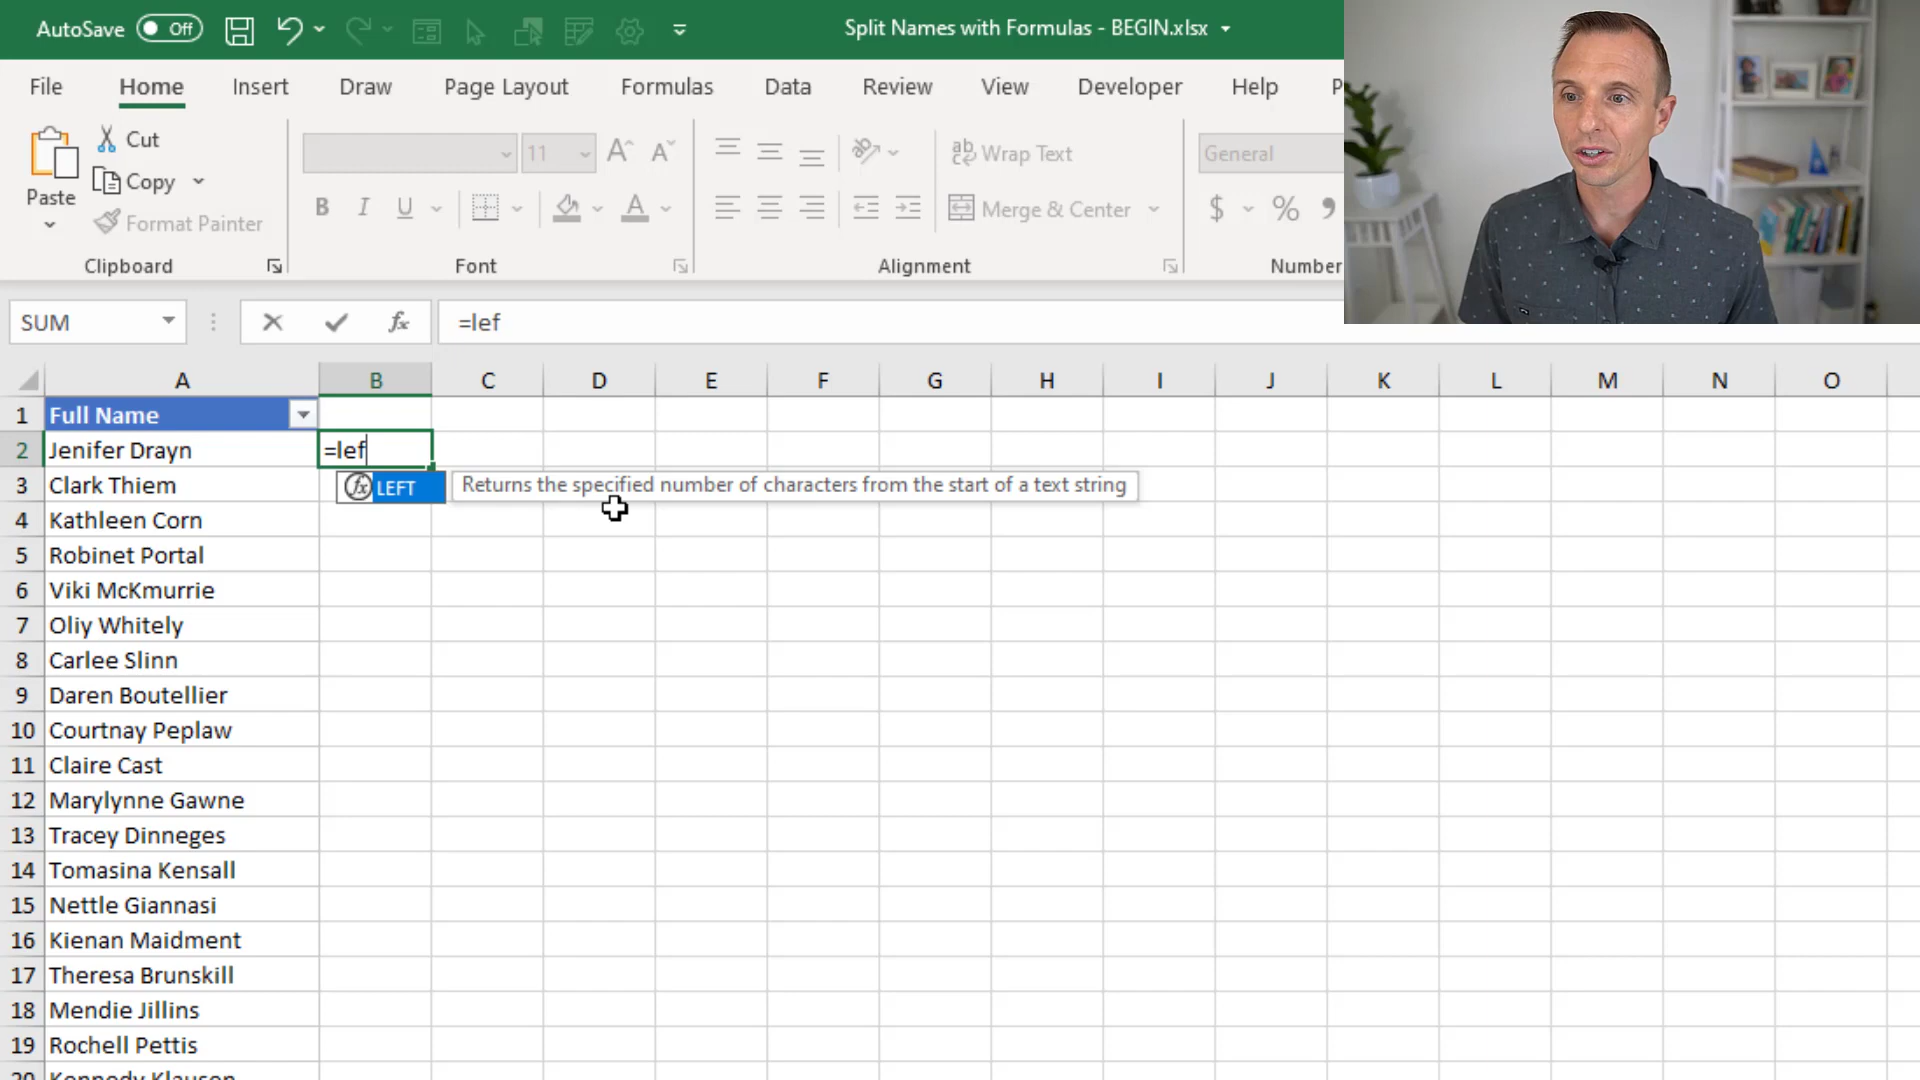 AutoSave Off Split Names with Formulas - BEGIN.xlsx
File Home Insert Draw Page Layout Formulas Data Review View Developer Help P
Paste
Cut
Copy
Format Painter
Clipboard
11 A A
B I U A
Font
ab Wrap Text
Merge & Center
Alignment
General
$ % 9
Number
SUM fx =lef
A B C D E F G H I J K L M N O
1 Full Name
2 Jenifer Drayn =lef
LEFT Returns the specified number of characters from the start of a text string
3 Clark Thiem
4 Kathleen Corn
5 Robinet Portal
6 Viki McKmurrie
7 Oliy Whitely
8 Carlee Slinn
9 Daren Boutellier
10 Courtnay Peplaw
11 Claire Cast
12 Marylynne Gawne
13 Tracey Dinneges
14 Tomasina Kensall
15 Nettle Giannasi
16 Kienan Maidment
17 Theresa Brunskill
18 Mendie Jillins
19 Rochell Pettis